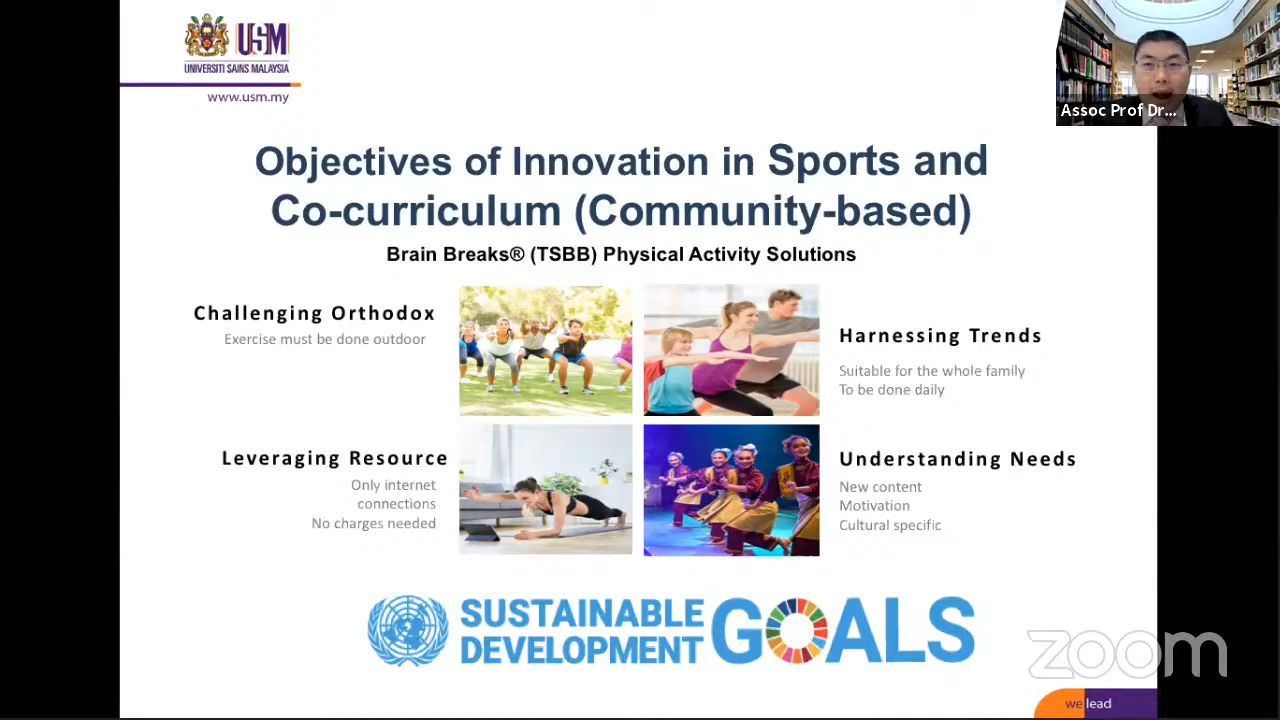 USM
UNIVERSITI SAINS MALAYSIA
www.usm.my
Assoc Prof Dr...
Objectives of Innovation in Sports and
Co-curriculum (Community-based)
Brain Breaks® (TSBB) Physical Activity Solutions
Challenging Orthodox
Exercise must be done outdoor
Harnessing Trends
Suitable for the whole family
To be done daily
Leveraging Resource
Only internet
connections
No charges needed
Understanding Needs
New content
Motivation
Cultural specific
SUSTAINABLE
DEVELOPMENT
GOALS
zoom
we lead